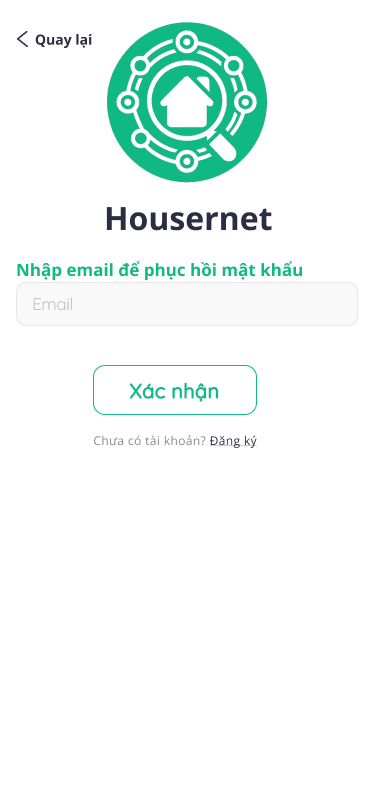 Quay lại
Housernet
Nhập email để phục hồi mật khẩu
Email
Xác nhận
Chưa có tài khoản? Đăng ký